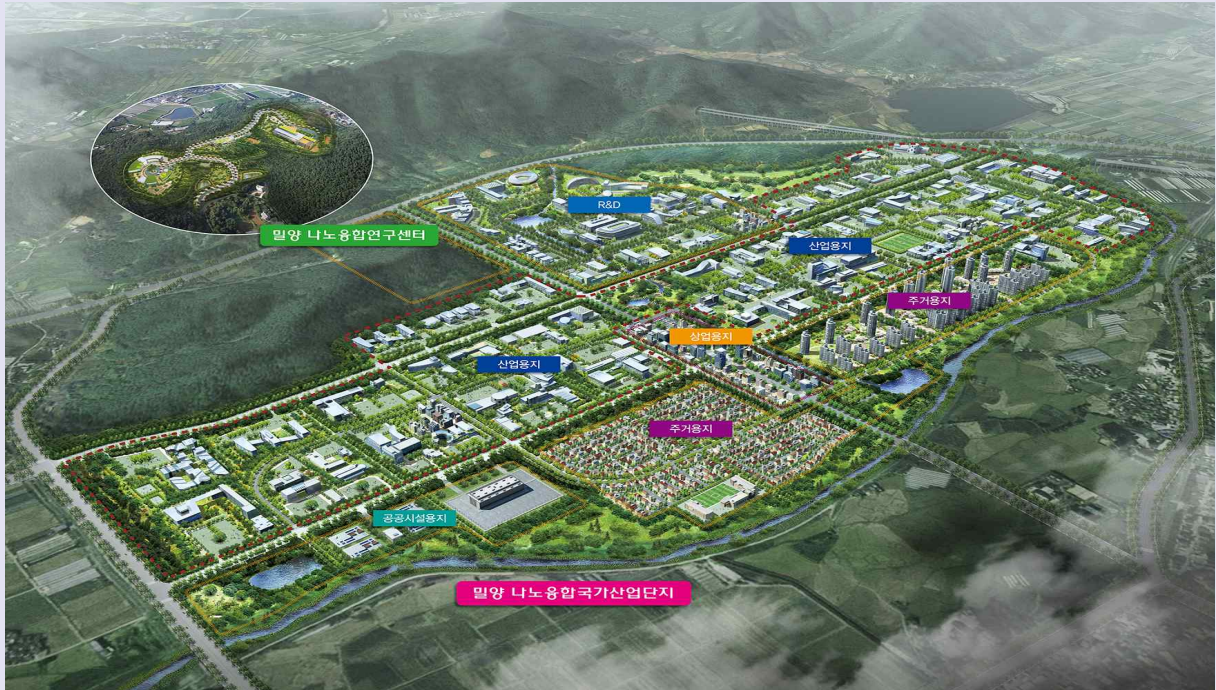 R&D
밀양 나노융합연구센터
산업용지
주거용지
상업용지
산업용지
주거용지
공공시설용지
밀양 나노융합국가산업단지